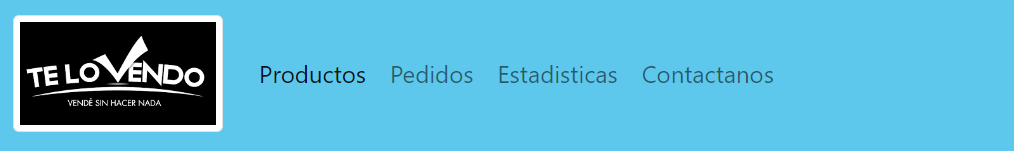 TE LO VENDO
VENDÉ SIN HACER NADA
Productos Pedidos Estadisticas Contactanos